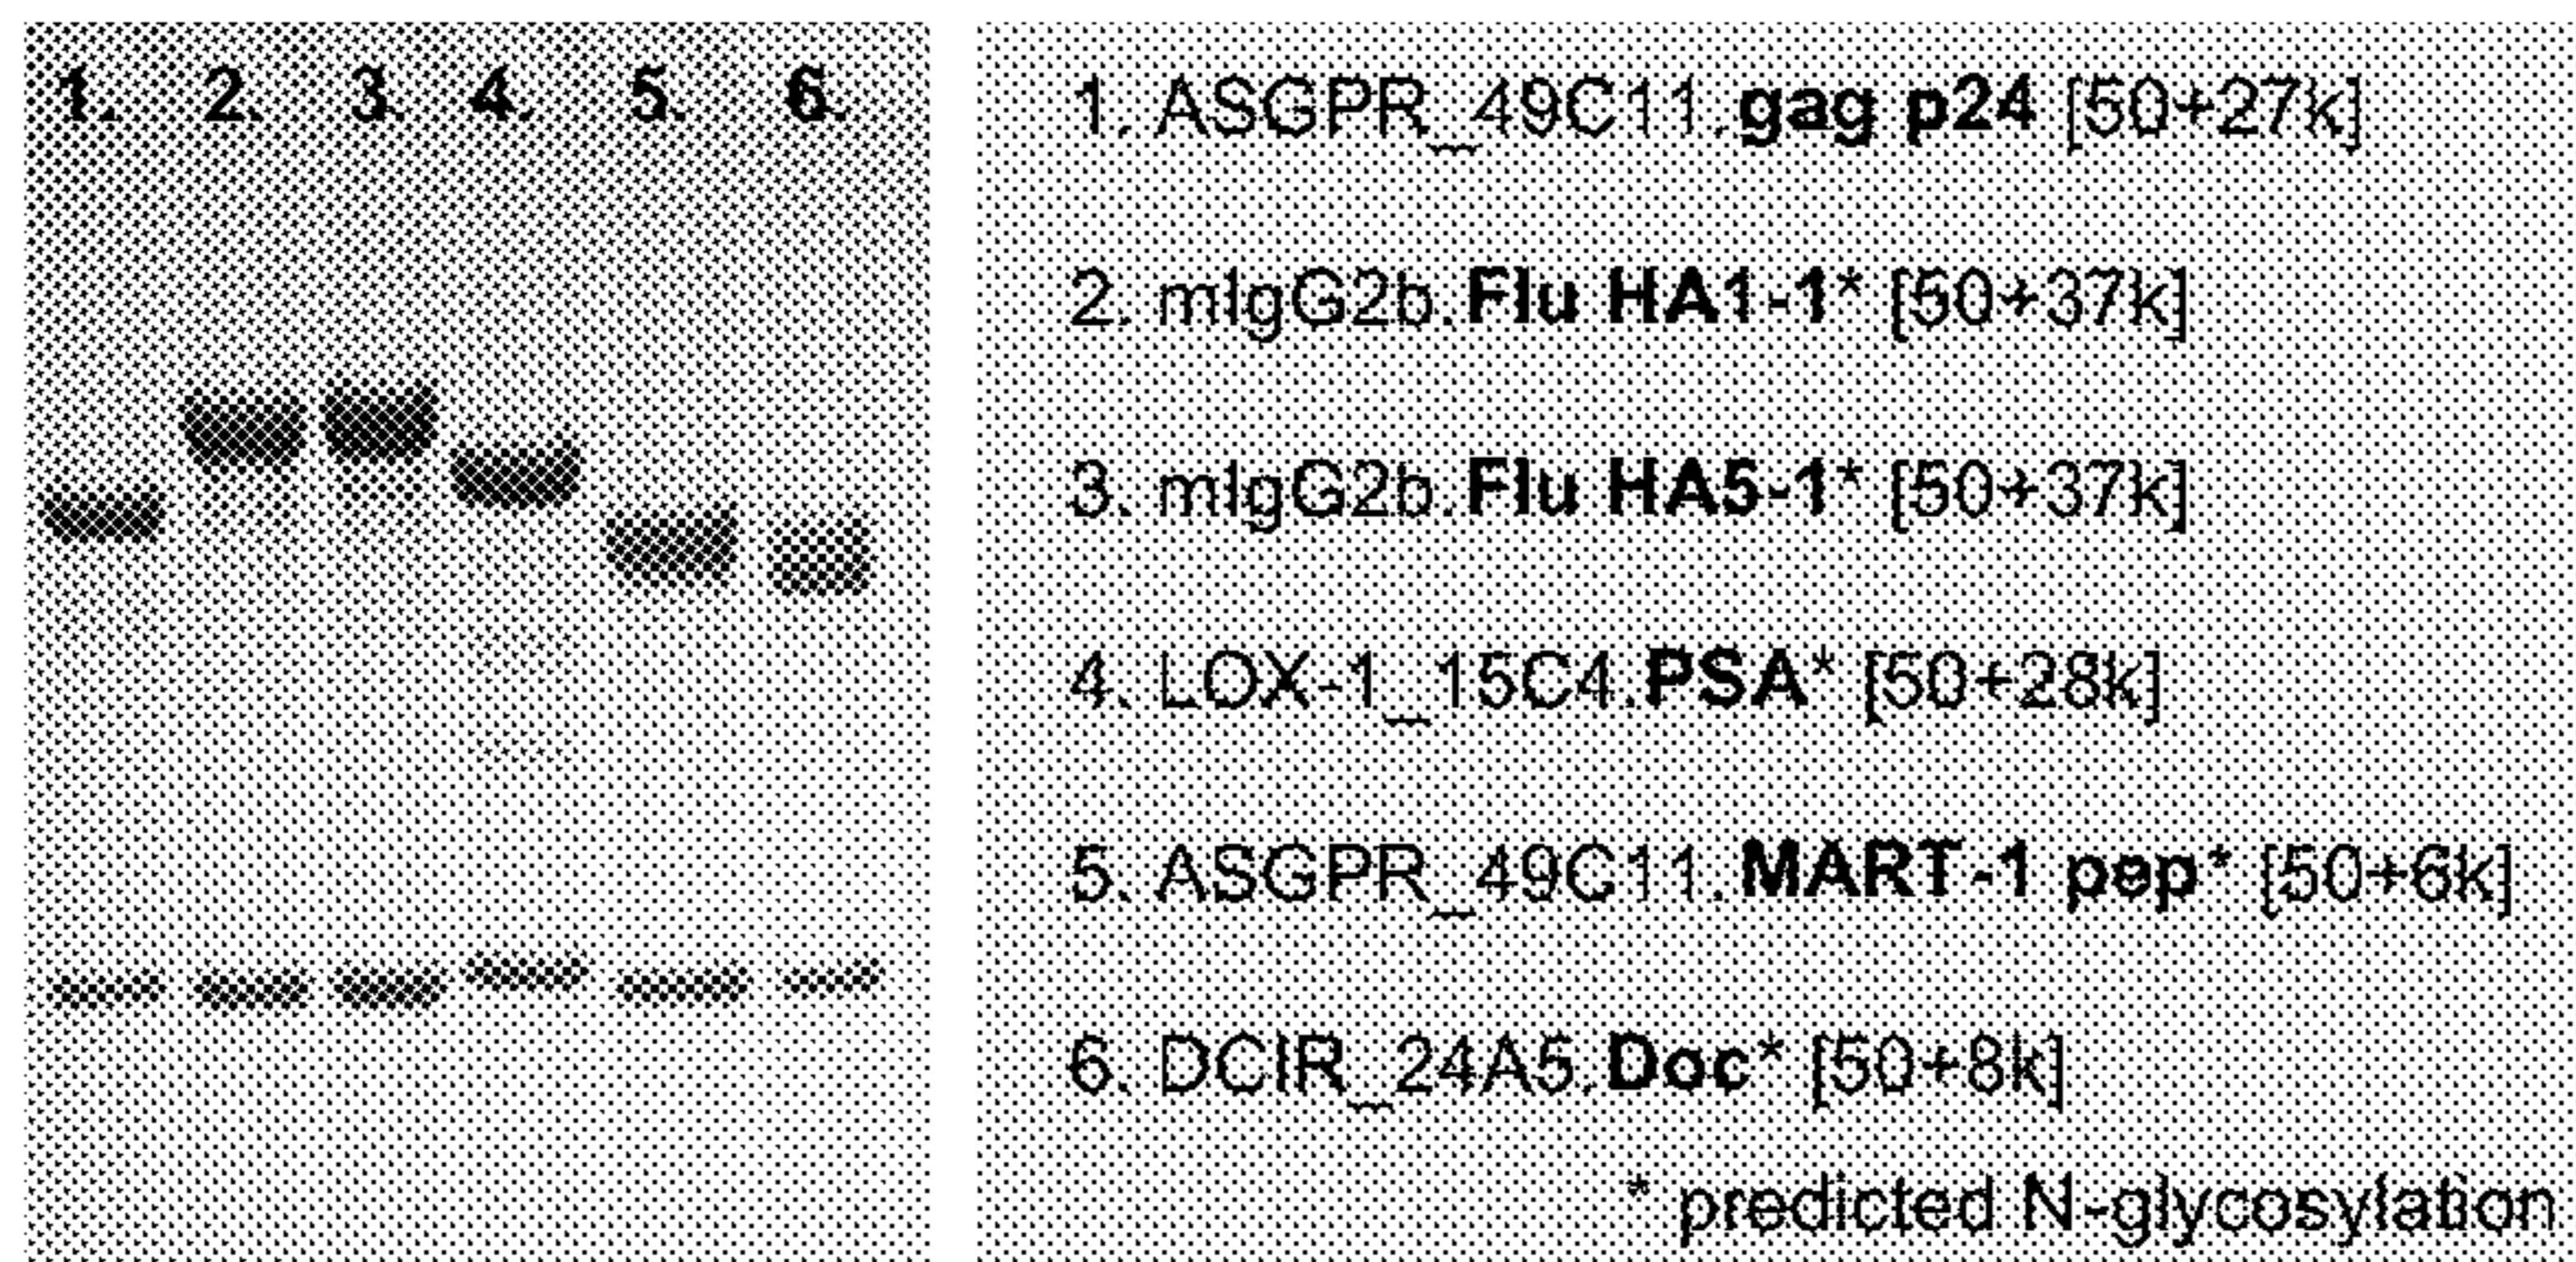 1. 2. 3. 4. 5. 6.
1. ASGPR_49C11.gag p24 [50+27k]
2. mIgG2b.Flu HA1-1* [50+37k]
3. mIgG2b.Flu HA5-1* [50+37k]
4. LOX-1_15C4.PSA* [50+28k]
5. ASGPR_49C11.MART-1 pep* [50+6k]
6. DCIR_24A5.Doc* [50+8k]
* predicted N-glycosylation